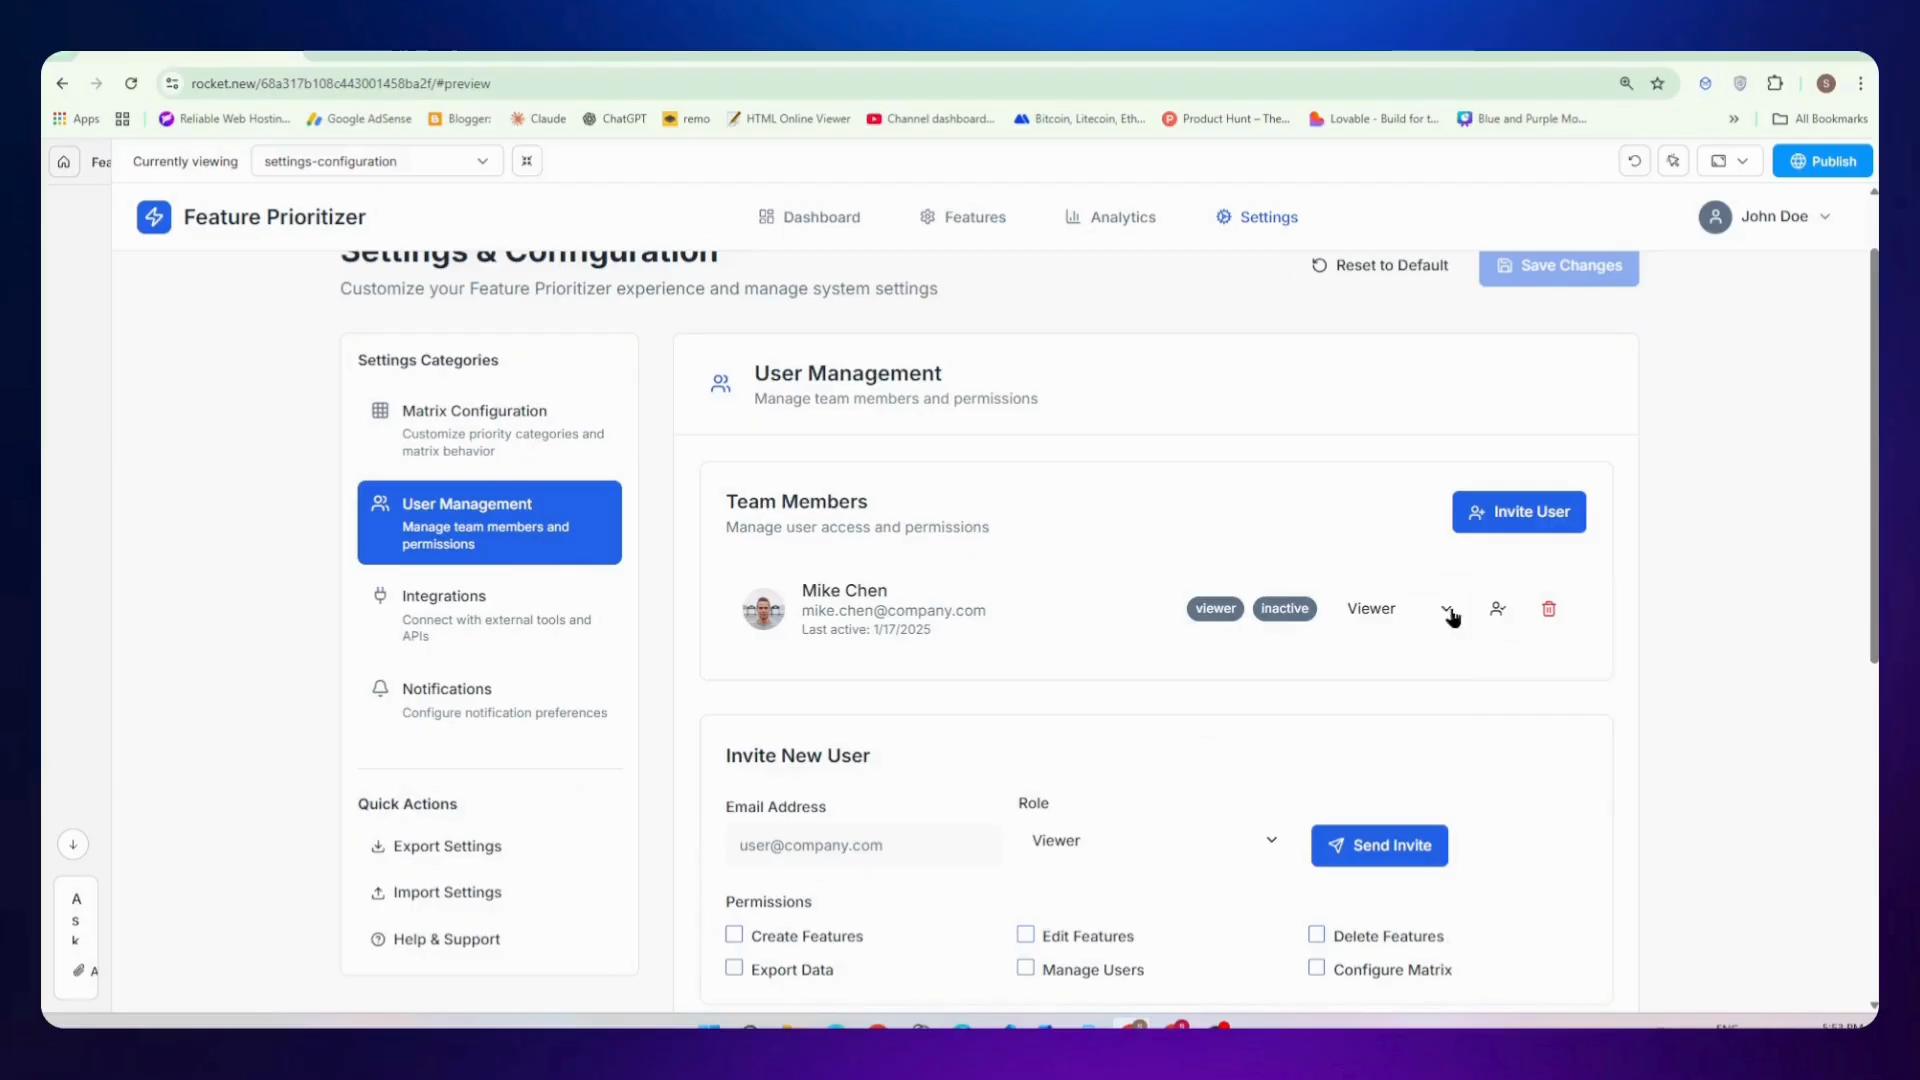 rocket.new/68a317b108c443001458ba2f/#preview
S
Apps
Reliable Web Hostin...
Google AdSense
Blogger:
Claude
ChatGPT
remo
HTML Online Viewer
Channel dashboard...
Bitcoin, Litecoin, Eth...
Product Hunt – The...
Lovable - Build for t...
Blue and Purple Mo...
All Bookmarks
Fea
Currently viewing
settings-configuration
Publish
Feature Prioritizer
Dashboard
Features
Analytics
Settings
John Doe
Settings & Configuration
Customize your Feature Prioritizer experience and manage system settings
Reset to Default
Save Changes
Settings Categories
Matrix Configuration
Customize priority categories and
matrix behavior
User Management
Manage team members and
permissions
Integrations
Connect with external tools and
APIs
Notifications
Configure notification preferences
Quick Actions
Export Settings
Import Settings
Help & Support
User Management
Manage team members and permissions
Team Members
Manage user access and permissions
Invite User
Mike Chen
mike.chen@company.com
Last active: 1/17/2025
viewer
inactive
Viewer
Invite New User
Email Address
user@company.com
Role
Viewer
Send Invite
Permissions
Create Features
Edit Features
Delete Features
Export Data
Manage Users
Configure Matrix
A
s
k
A
ENG
5:53 PM